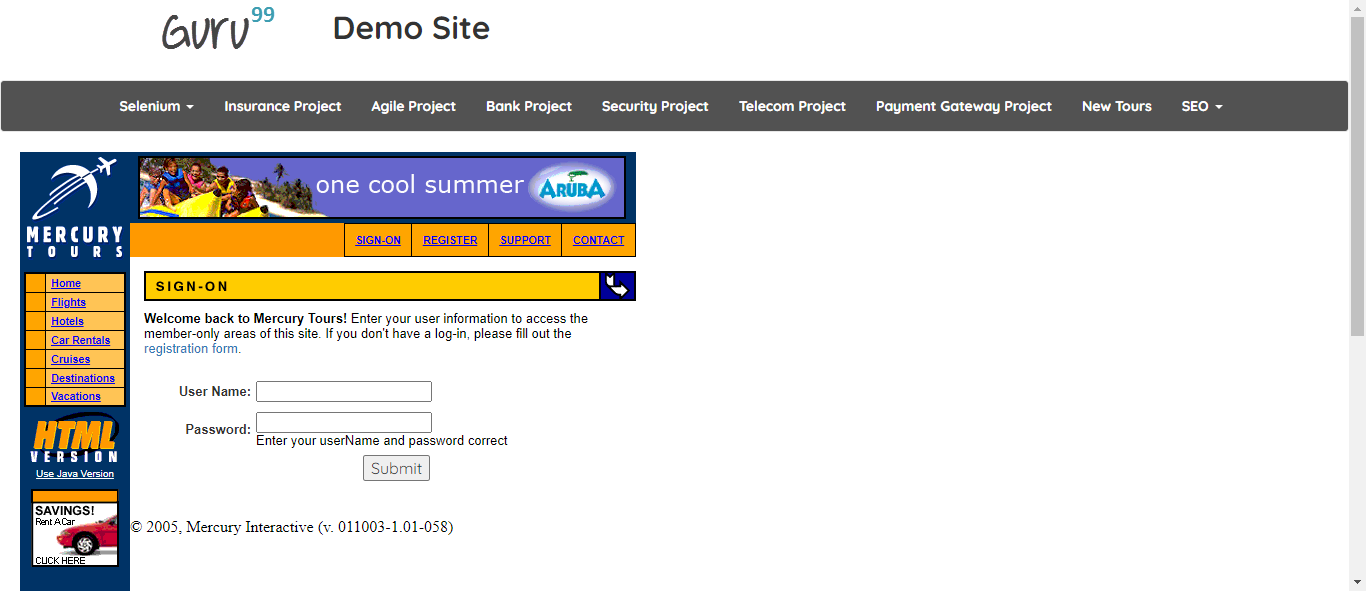 Guru99
Demo Site
Selenium
Insurance Project
Agile Project
Bank Project
Security Project
Telecom Project
Payment Gateway Project
New Tours
SEO
MERCURY
TOURS
one cool summer
ARUBA
SIGN-ON
REGISTER
SUPPORT
CONTACT
Home
Flights
Hotels
Car Rentals
Cruises
Destinations
Vacations
HTML
VERSION
Use Java Version
SAVINGS!
Rent A Car
CLICK HERE
SIGN-ON
Welcome back to Mercury Tours! Enter your user information to access the
member-only areas of this site. If you don't have a log-in, please fill out the
registration form.
User Name:
Password:
Enter your userName and password correct
Submit
© 2005, Mercury Interactive (v. 011003-1.01-058)